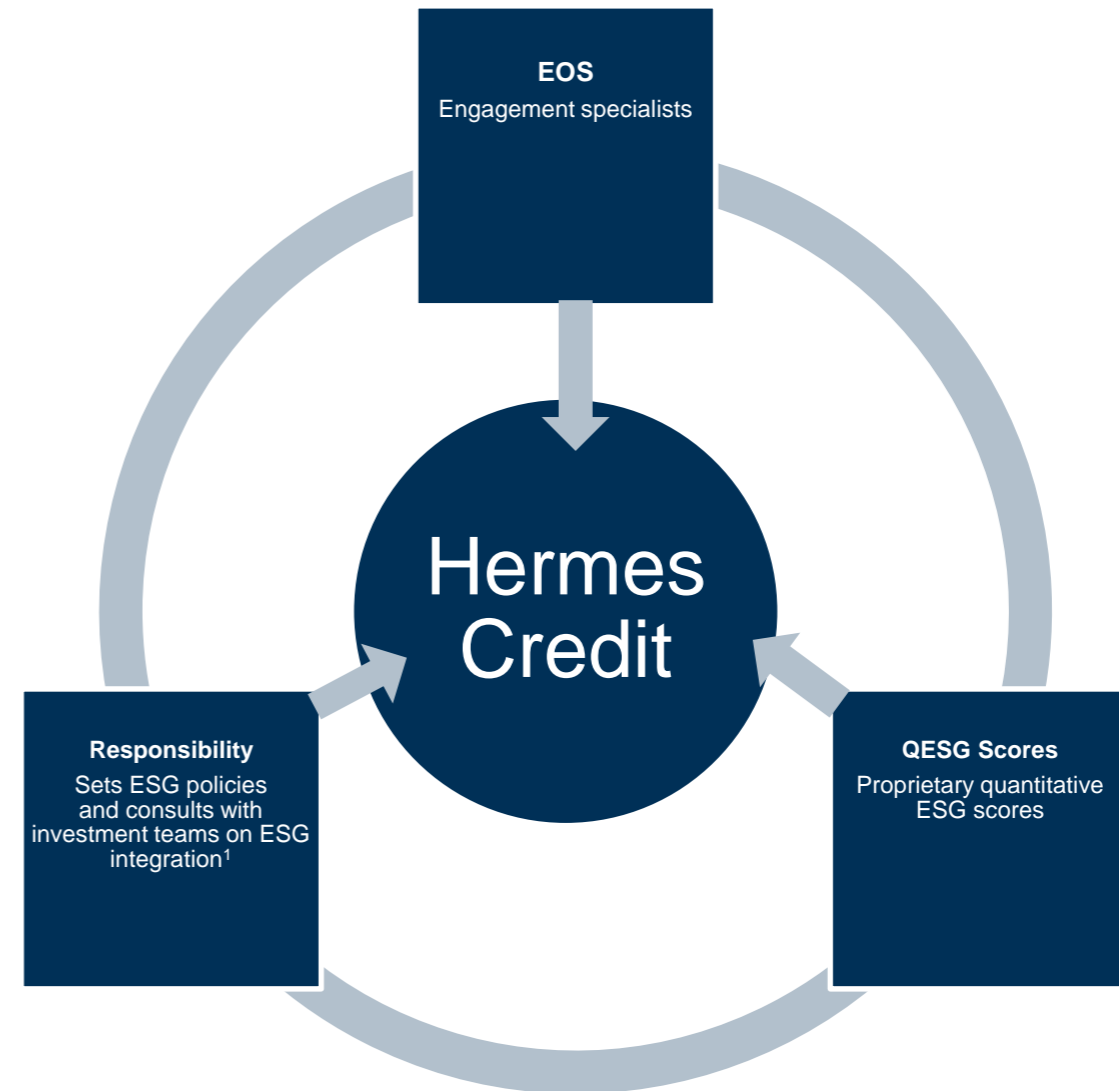 EOS
Engagement specialists
Hermes
Credit
Responsibility
Sets ESG policies
and consults with
investment teams on ESG
integration¹
QESG Scores
Proprietary quantitative
ESG scores